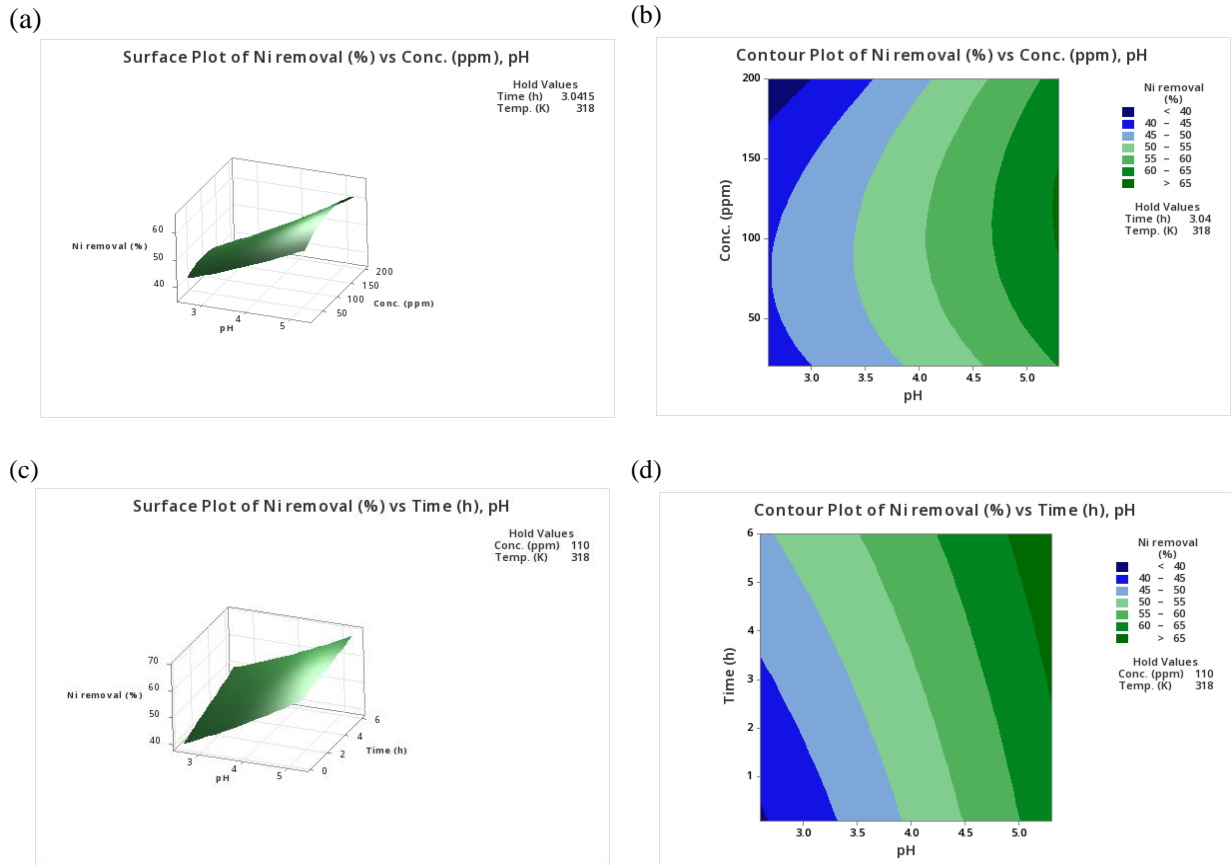 (a)
Surface Plot of Ni removal (%) vs Conc. (ppm), pH
Hold Values
Time (h) 3.0415
Temp. (K) 318
Ni removal (%)
60
50
40
3
4
5
pH
50
100
150
200
Conc. (ppm)
(b)
Contour Plot of Ni removal (%) vs Conc. (ppm), pH
Conc. (ppm)
200
150
100
50
3.0 3.5 4.0 4.5 5.0
pH
Ni removal
(%)
< 40
40 – 45
45 – 50
50 – 55
55 – 60
60 – 65
> 65
Hold Values
Time (h) 3.04
Temp. (K) 318
(c)
Surface Plot of Ni removal (%) vs Time (h), pH
Hold Values
Conc. (ppm) 110
Temp. (K) 318
Ni removal (%)
70
60
50
40
3
4
5
pH
0
2
4
6
Time (h)
(d)
Contour Plot of Ni removal (%) vs Time (h), pH
Time (h)
6
5
4
3
2
1
3.0 3.5 4.0 4.5 5.0
pH
Ni removal
(%)
< 40
40 – 45
45 – 50
50 – 55
55 – 60
60 – 65
> 65
Hold Values
Conc. (ppm) 110
Temp. (K) 318